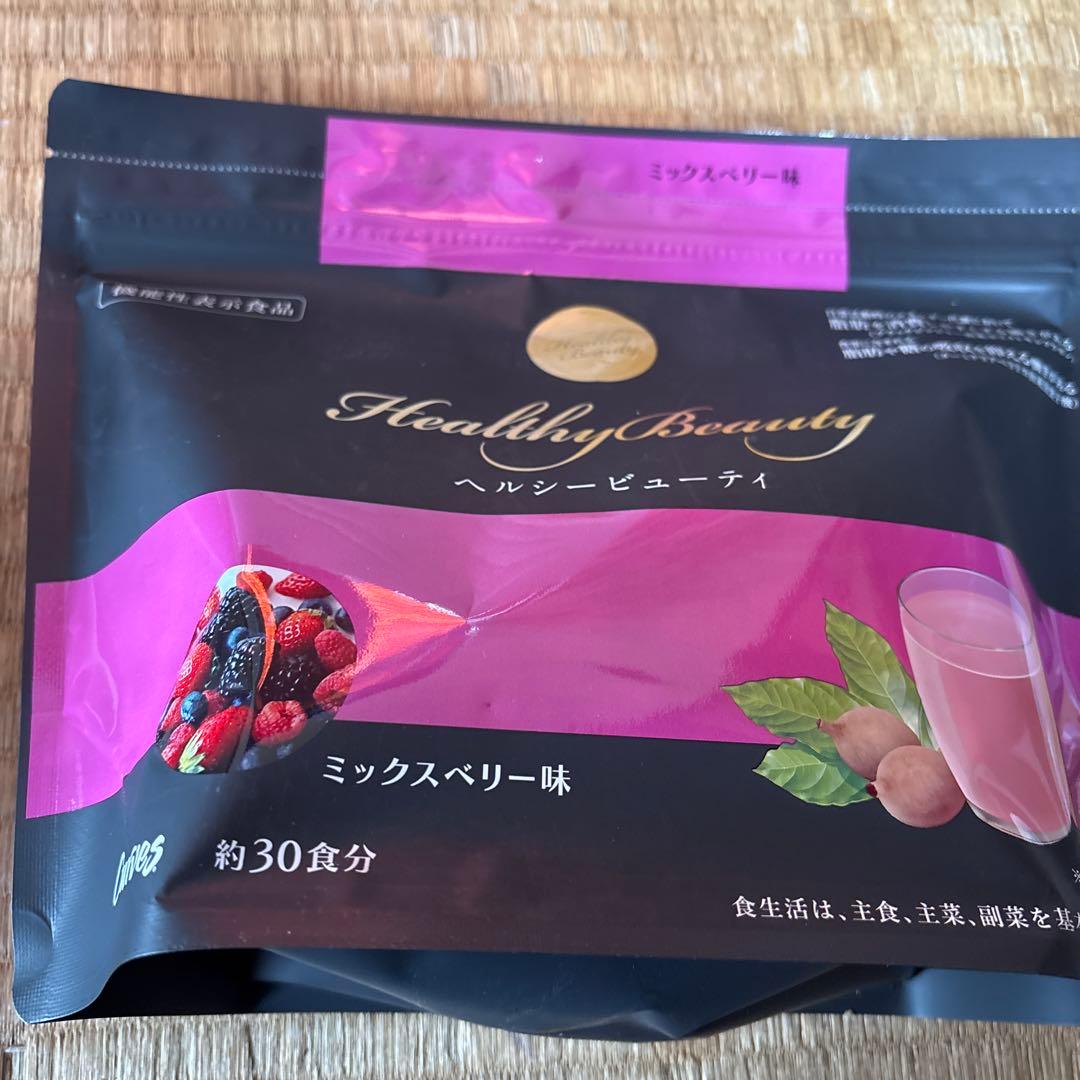 ミックスベリー味
機能性表示食品
Healthy Beauty
Healthy Beauty
ヘルシービューティ
ミックスベリー味
約30食分
Curves
食生活は、主食、主菜、副菜を基